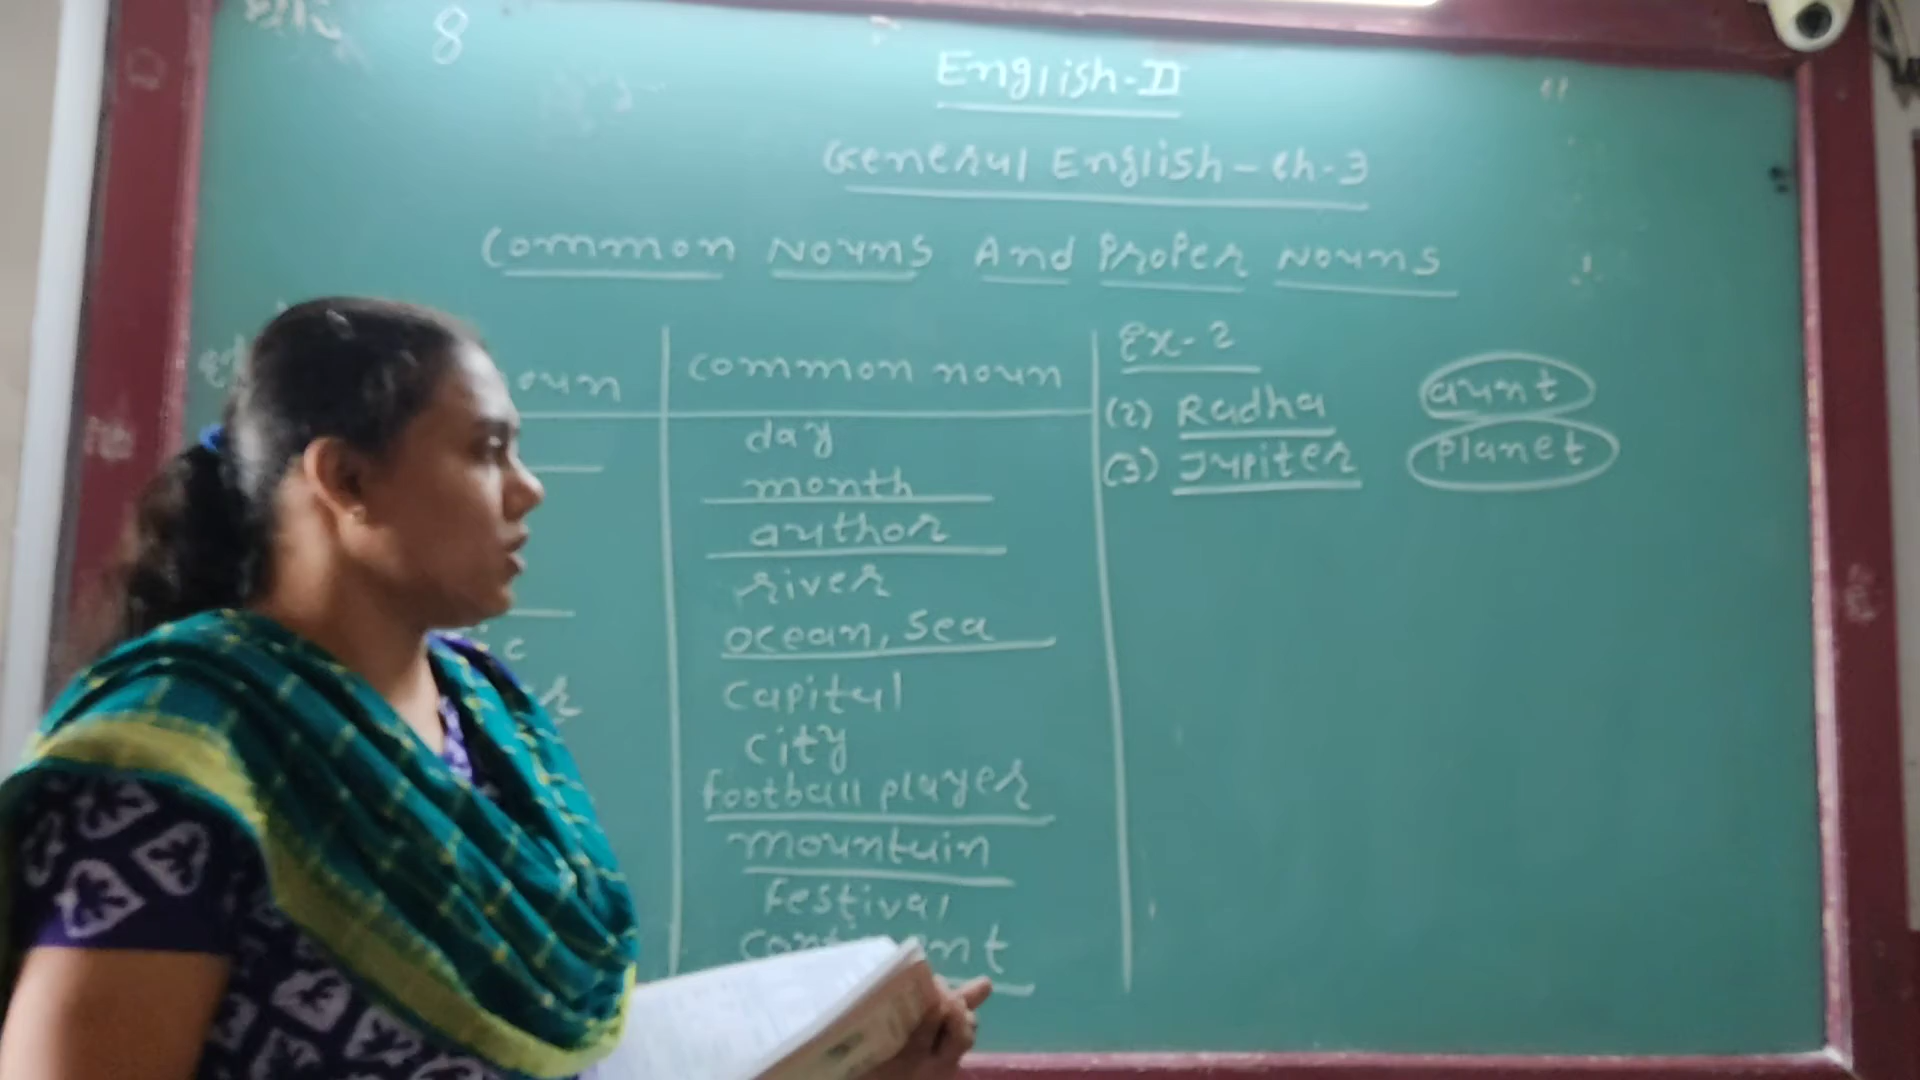 8
English-II
General English - Ch-3
Common Nouns And Proper Nouns
oun
common noun
day
month
author
river
ocean, sea
capital
city
football player
mountain
festival
Ex-2
(2) Radha aunt
(3) Jupiter planet